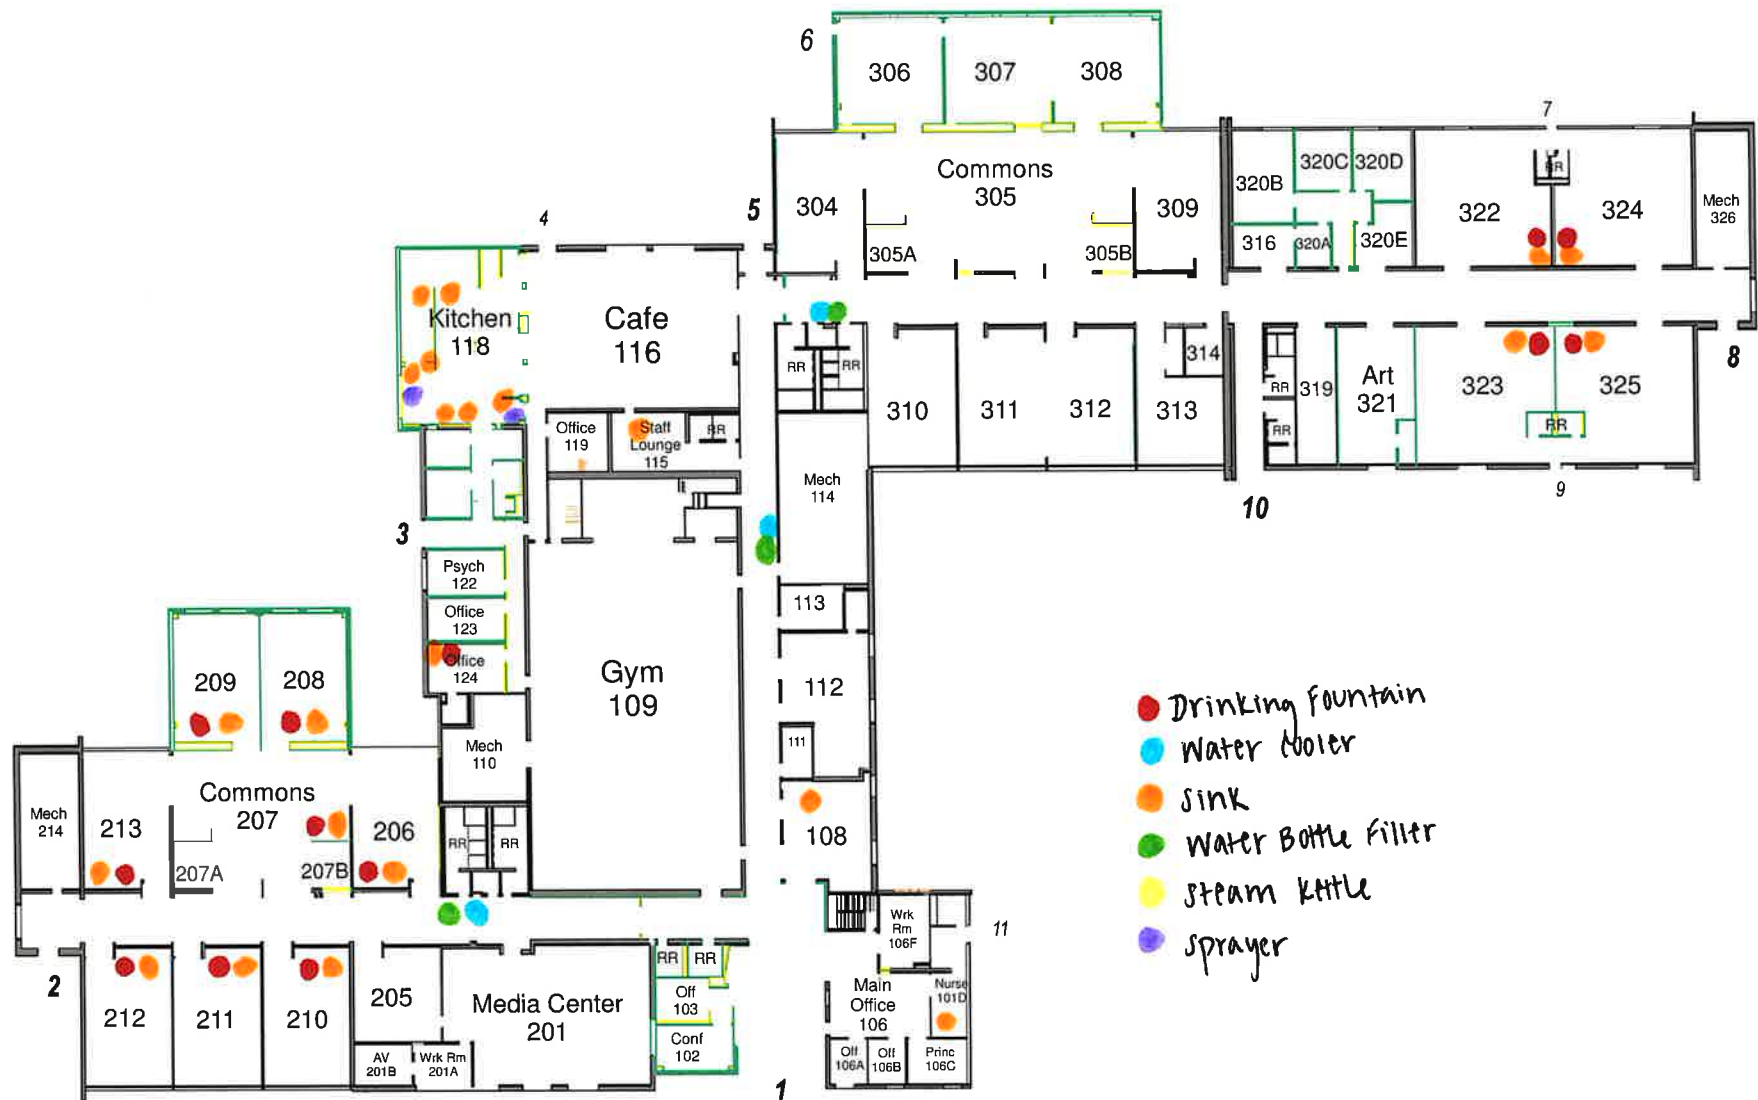 6
306
307
308
7
Commons
305
304
309
305A
305B
320B
320C
320D
316
320A
320E
322
RR
324
Mech
326
5
4
Kitchen
118
Cafe
116
RR
RR
310
311
312
313
314
RR
RR
319
Art
321
323
325
RR
8
9
10
Office
119
Staff
Lounge
115
RR
Mech
114
3
Psych
122
Office
123
Office
124
Gym
109
113
112
111
108
Mech
110
209
208
Mech
214
213
Commons
207
207A
207B
206
RR
RR
2
212
211
210
205
Media Center
201
AV
201B
Wrk Rm
201A
RR
RR
Off
103
Conf
102
1
Wrk
Rm
106F
11
Main
Office
106
Nurse
101D
Off
106A
Off
106B
Princ
106C
Drinking Fountain
Water Cooler
Sink
Water Bottle Filler
Steam Kettle
Sprayer